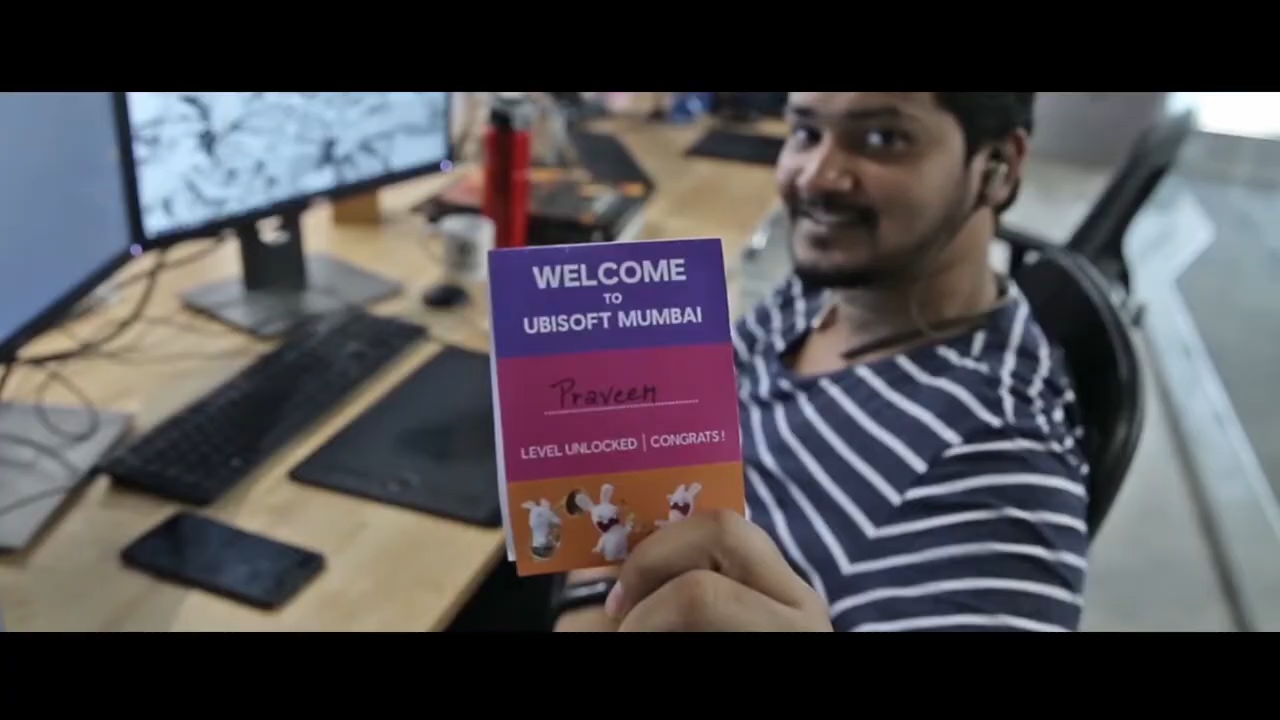 WELCOME
TO
UBISOFT MUMBAI
Praveen
LEVEL UNLOCKED | CONGRATS!